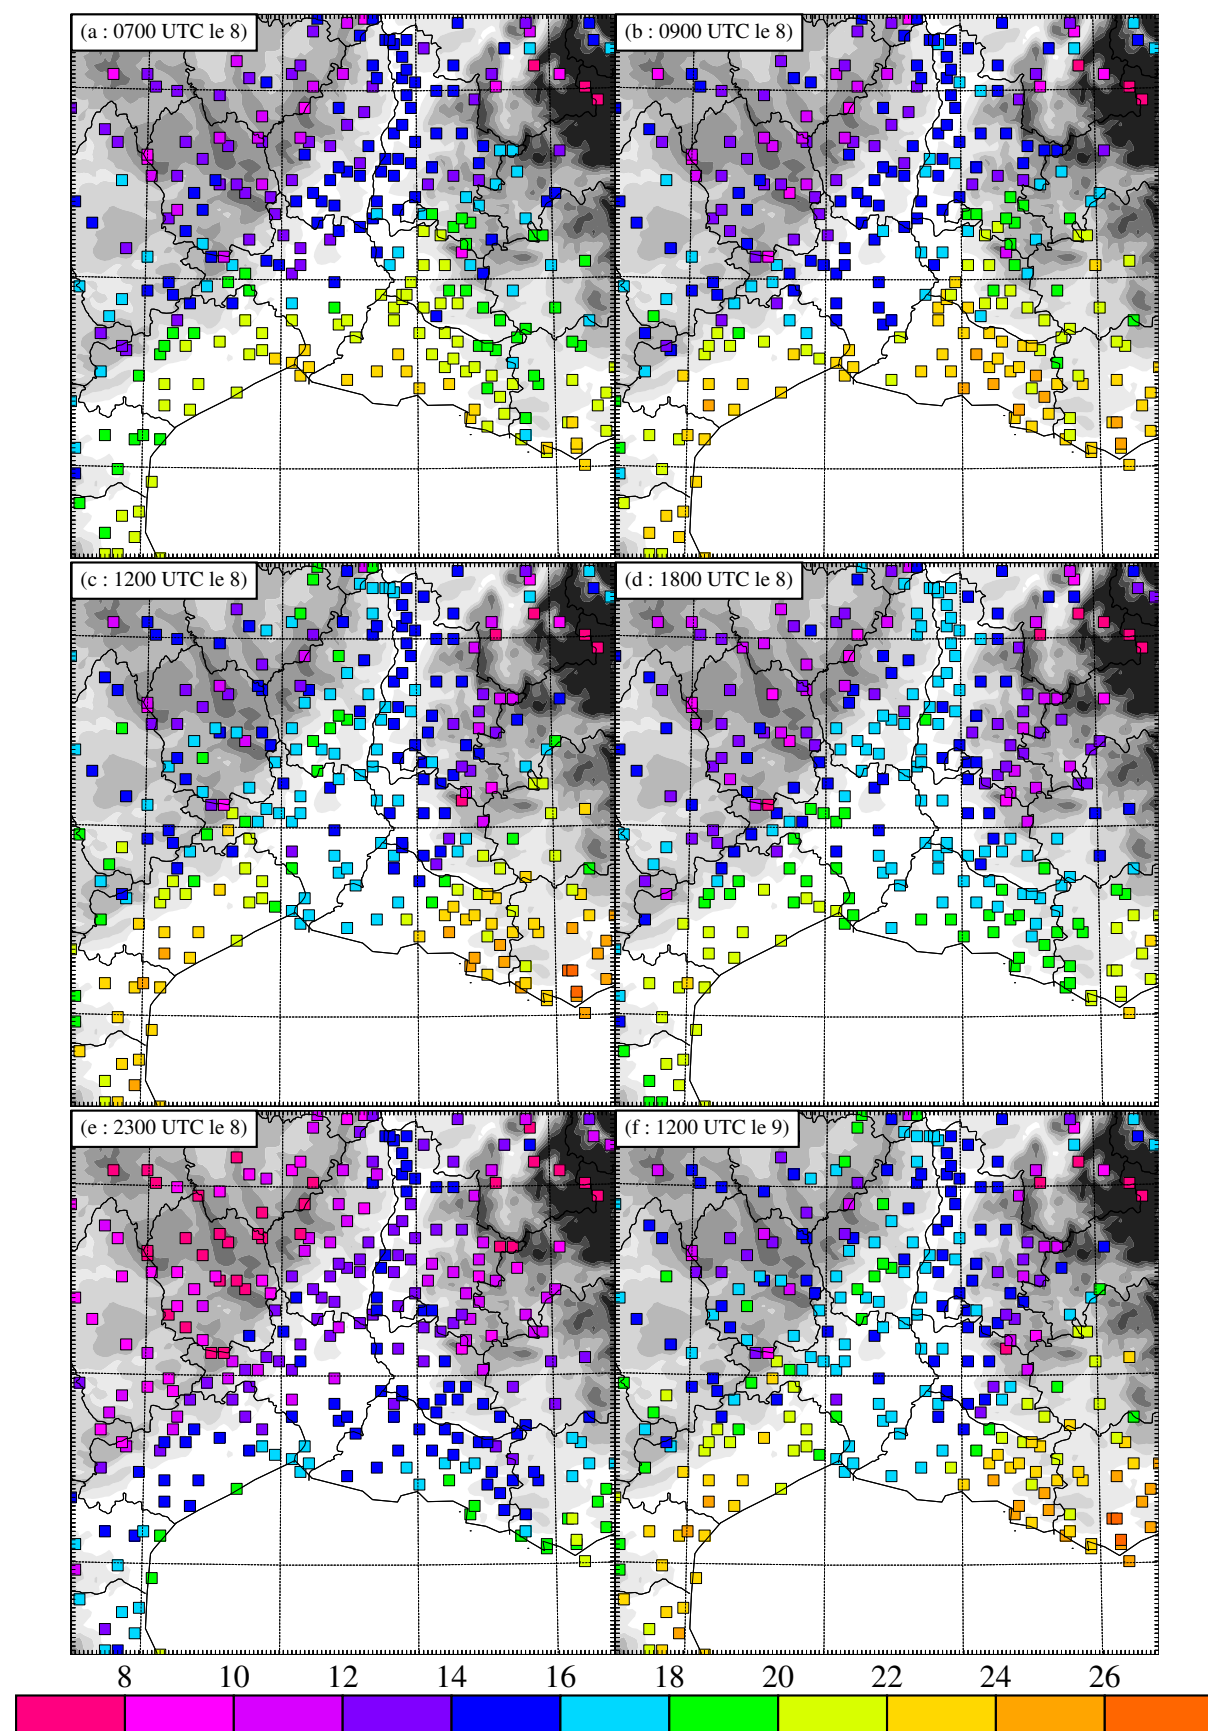 (a : 0700 UTC le 8)
(b : 0900 UTC le 8)
(c : 1200 UTC le 8)
(d : 1800 UTC le 8)
(e : 2300 UTC le 8)
(f : 1200 UTC le 9)
8 10 12 14 16 18 20 22 24 26